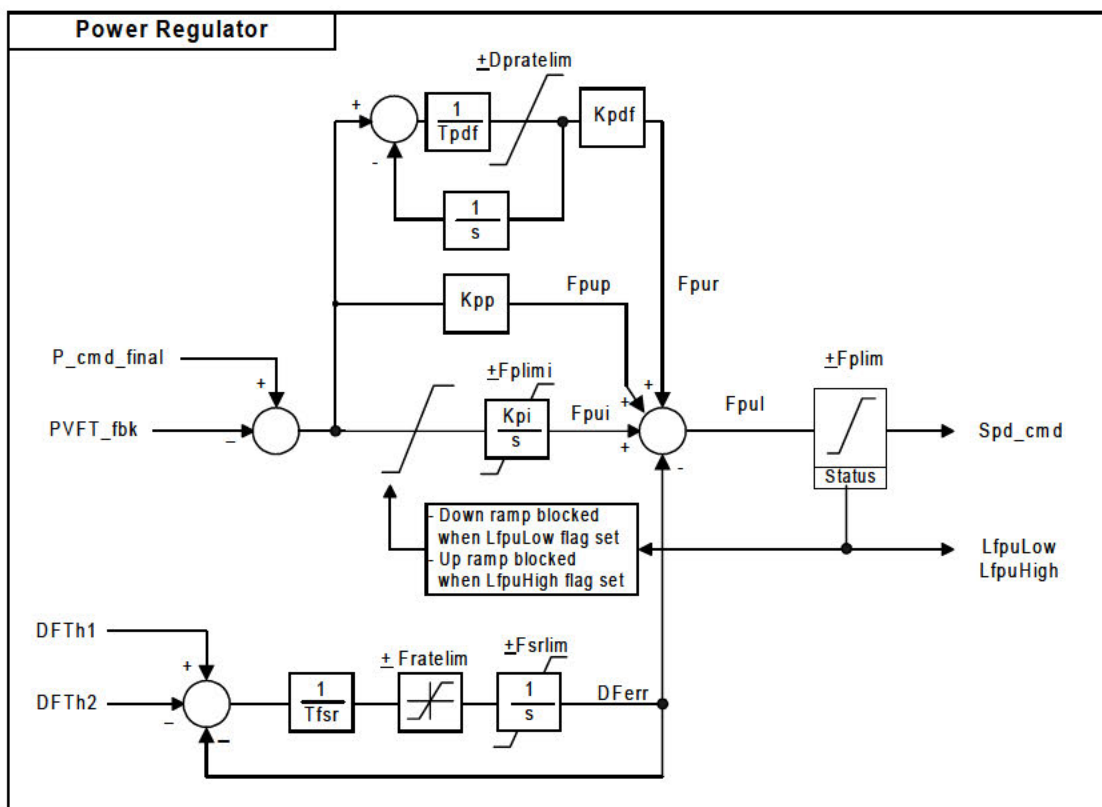 Power Regulator
±Dpratelim
+
1
Tpdf
Kpdf
-
1
s
Kpp
Fpup
Fpur
P_cmd_final
+
±Fplimi
±Fplim
PVFT_fbk
-
Kpi
s
Fpui
+
+
+
-
Fpul
Status
Spd_cmd
- Down ramp blocked
when LfpuLow flag set
- Up ramp blocked
when LfpuHigh flag set
LfpuLow
LfpuHigh
DFTh1
+
± Fratelim
±Fsrlim
DFTh2
-
-
1
Tfsr
1
s
DFerr